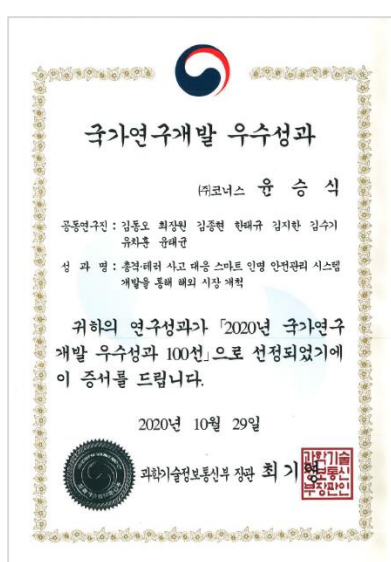 국가연구개발 우수성과
㈜코너스 윤 승 식
공동연구진 : 김동오 최장원 김종현 한태규 김지한 김수기
유차훈 윤태균
성 과 명 : 총격·테러 사고 대응 스마트 인명 안전관리 시스템
개발을 통해 해외 시장 개척
귀하의 연구성과가 「2020년 국가연구
개발 우수성과 100선」으로 선정되었기에
이 증서를 드립니다.
2020년 10월 29일
과학기술정보통신부 장관 최 기 영
과학기술
정보통신
부장관인